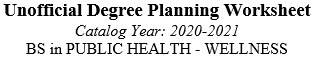 Unofficial Degree Planning Worksheet
Catalog Year: 2020-2021
BS in PUBLIC HEALTH - WELLNESS